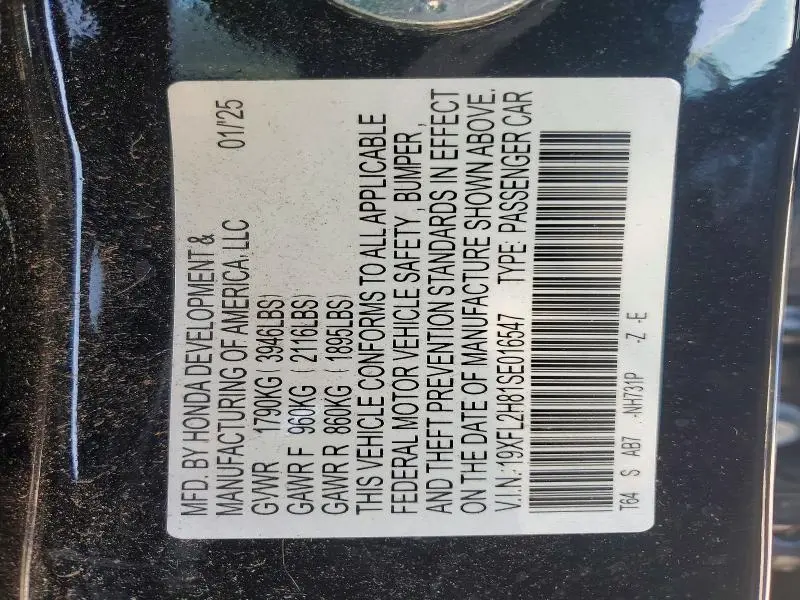 MFD. BY HONDA DEVELOPMENT &
MANUFACTURING OF AMERICA, LLC 01/'25
GVWR 1790KG ( 3946LBS)
GAWR F 960KG ( 2116LBS)
GAWR R 860KG ( 1895LBS)
THIS VEHICLE CONFORMS TO ALL APPLICABLE
FEDERAL MOTOR VEHICLE SAFETY , BUMPER ,
AND THEFT PREVENTION STANDARDS IN EFFECT
ON THE DATE OF MANUFACTURE SHOWN ABOVE.
V.I.N.: 19XFL2H81SE016547 TYPE: PASSENGER CAR
T64 S AB7 -NH731P -Z -E